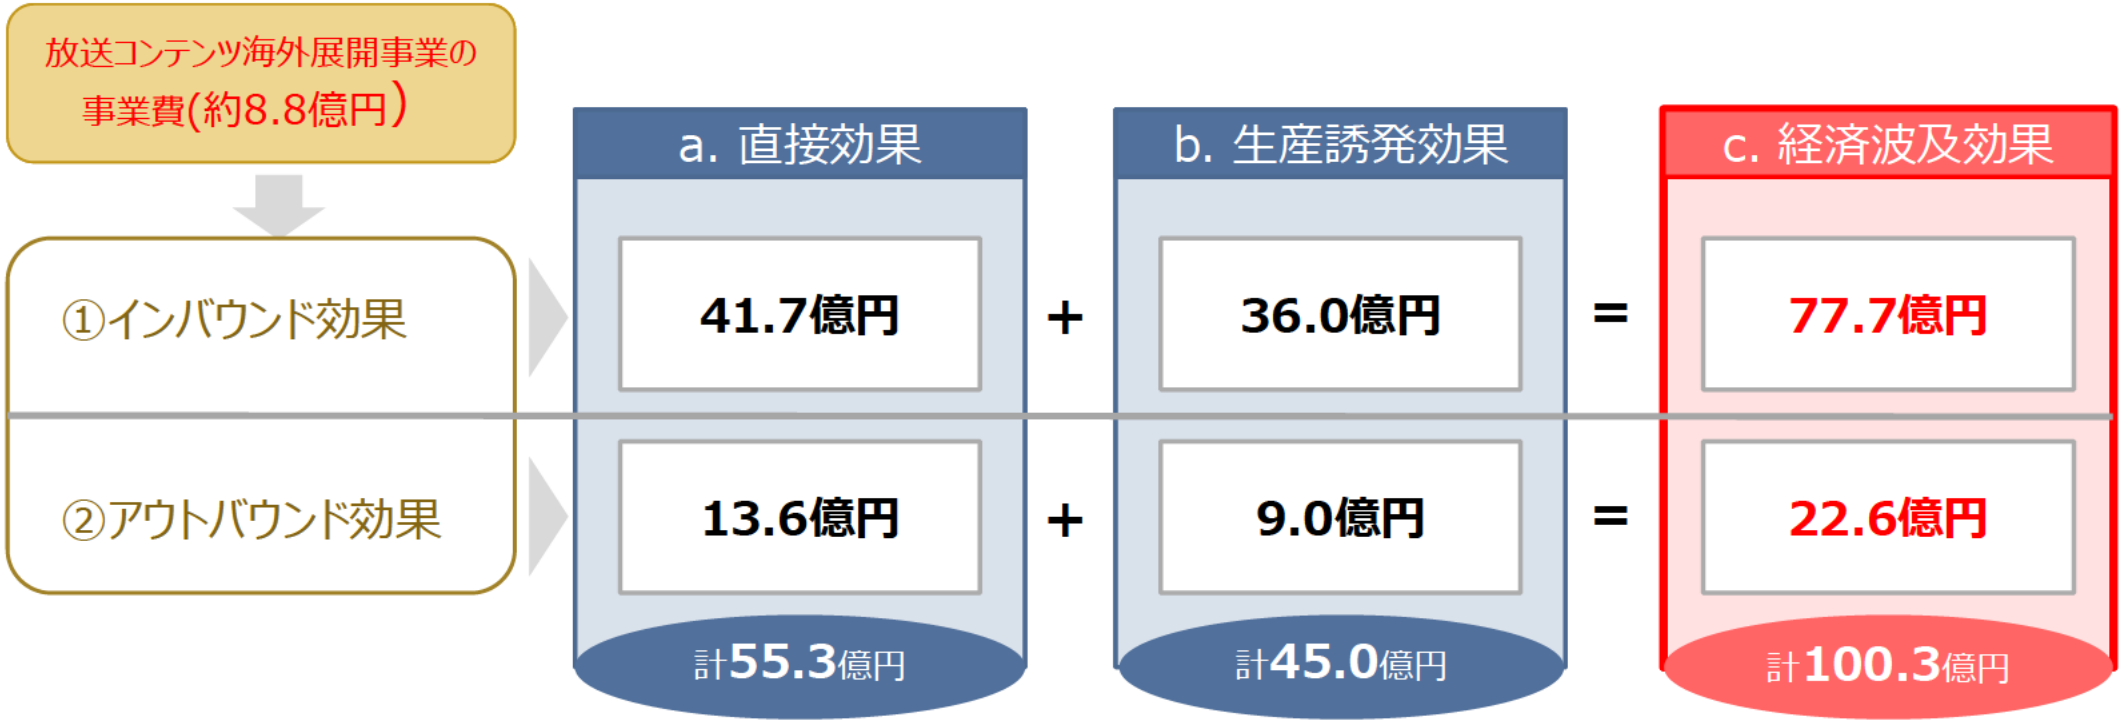 放送コンテンツ海外展開事業の
事業費(約8.8億円)
a. 直接効果
b. 生産誘発効果
c. 経済波及効果
①インバウンド効果
41.7億円
+
36.0億円
=
77.7億円
②アウトバウンド効果
13.6億円
+
9.0億円
=
22.6億円
計55.3億円
計45.0億円
計100.3億円